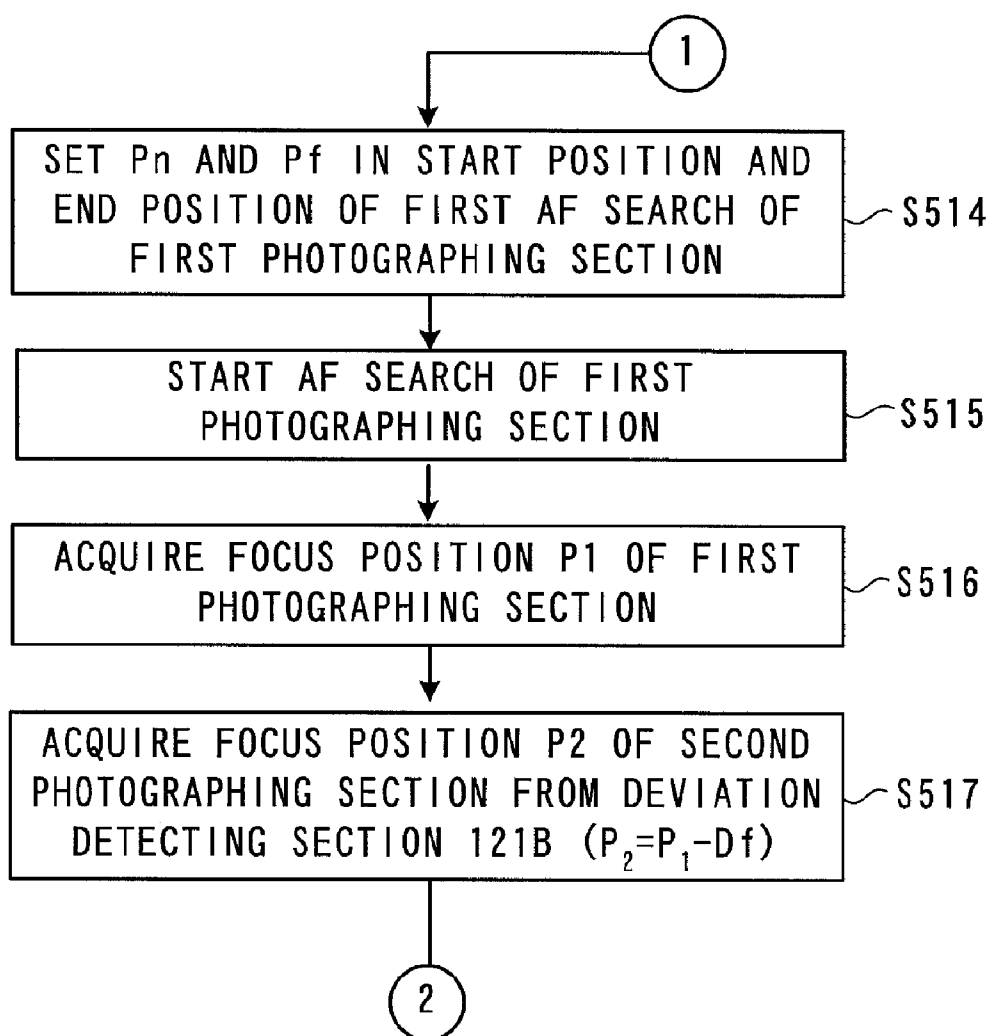 1
SET Pn AND Pf IN START POSITION AND
END POSITION OF FIRST AF SEARCH OF
FIRST PHOTOGRAPHING SECTION
S514
START AF SEARCH OF FIRST
PHOTOGRAPHING SECTION
S515
ACQUIRE FOCUS POSITION P1 OF FIRST
PHOTOGRAPHING SECTION
S516
ACQUIRE FOCUS POSITION P2 OF SECOND
PHOTOGRAPHING SECTION FROM DEVIATION
DETECTING SECTION 121B (P₂=P₁-Df)
S517
2